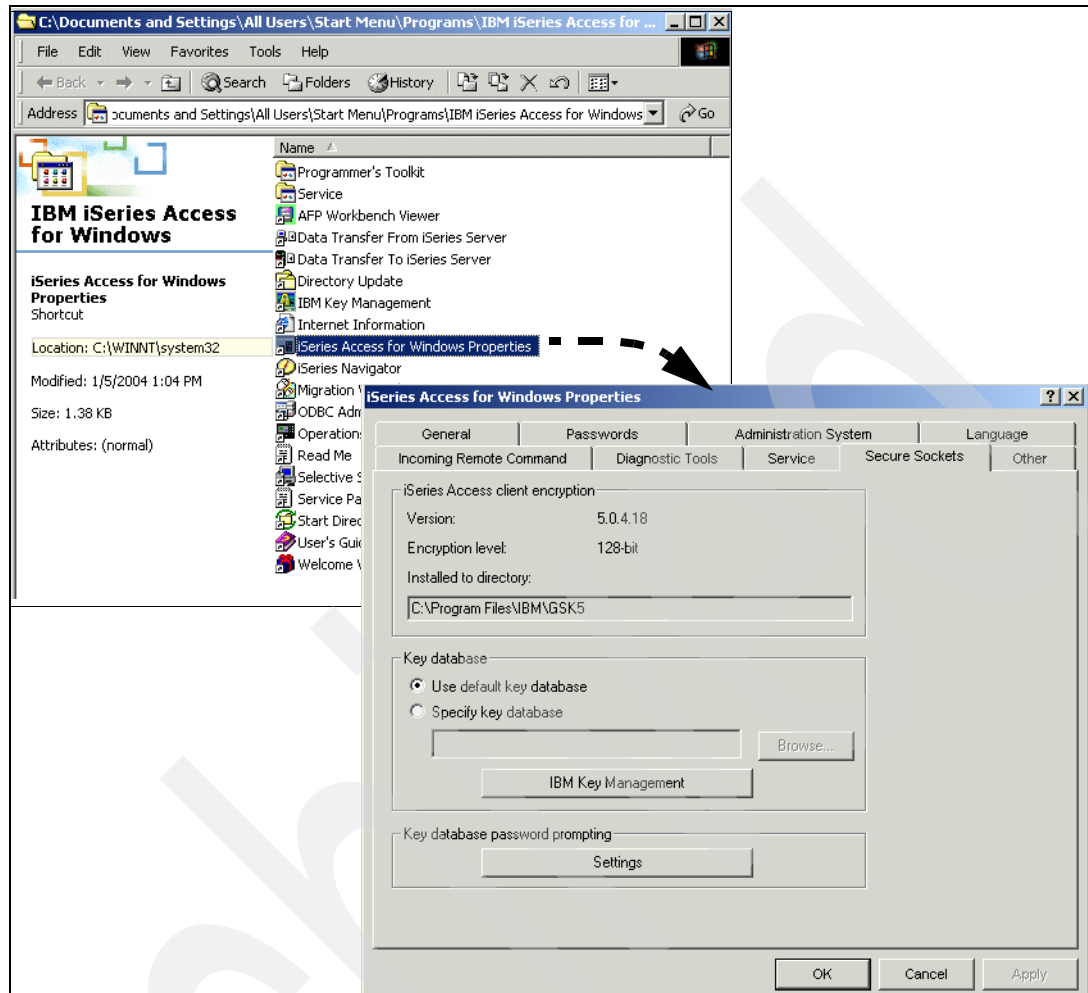 C:\Documents and Settings\All Users\Start Menu\Programs\IBM iSeries Access for ...
File Edit View Favorites Tools Help
Back Search Folders History
Address ocuments and Settings\All Users\Start Menu\Programs\IBM iSeries Access for Windows Go
Name
Programmer's Toolkit
Service
AFP Workbench Viewer
Data Transfer From iSeries Server
Data Transfer To iSeries Server
Directory Update
IBM Key Management
Internet Information
iSeries Access for Windows Properties
iSeries Navigator
Migration
ODBC Adm
Operation
Read Me
Selective S
Service Pa
Start Direc
User's Guid
Welcome
IBM iSeries Access
for Windows
iSeries Access for Windows
Properties
Shortcut
Location: C:\WINNT\system32
Modified: 1/5/2004 1:04 PM
Size: 1.38 KB
Attributes: (normal)
iSeries Access for Windows Properties
General Passwords Administration System Language
Incoming Remote Command Diagnostic Tools Service Secure Sockets Other
iSeries Access client encryption
Version: 5.0.4.18
Encryption level: 128-bit
Installed to directory:
C:\Program Files\IBM\GSK5
Key database
Use default key database
Specify key database
Browse...
IBM Key Management
Key database password prompting
Settings
OK Cancel Apply